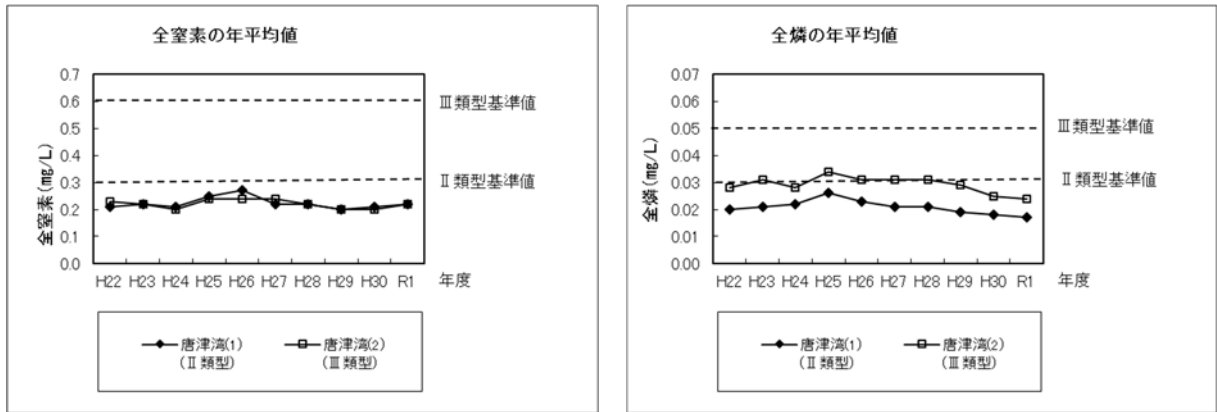 全窒素の年平均値
全窒素(mg/L)
0.7
0.6
0.5
0.4
0.3
0.2
0.1
0.0
Ⅲ類型基準値
Ⅱ類型基準値
H22 H23 H24 H25 H26 H27 H28 H29 H30 R1 年度
唐津湾(1) 唐津湾(2)
(Ⅱ類型) (Ⅲ類型)
全燐の年平均値
全燐(mg/L)
0.07
0.06
0.05
0.04
0.03
0.02
0.01
0.00
Ⅲ類型基準値
Ⅱ類型基準値
H22 H23 H24 H25 H26 H27 H28 H29 H30 R1 年度
唐津湾(1) 唐津湾(2)
(Ⅱ類型) (Ⅲ類型)